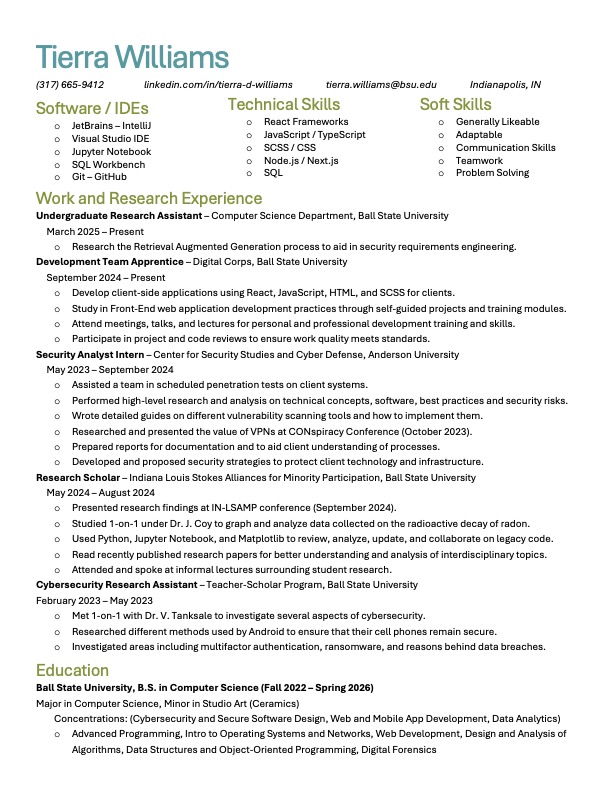 Tierra Williams
(317) 665-9412 linkedin.com/in/tierra-d-williams tierra.williams@bsu.edu Indianapolis, IN
Software / IDEs
o JetBrains – IntelliJ
o Visual Studio IDE
o Jupyter Notebook
o SQL Workbench
o Git – GitHub
Technical Skills
o React Frameworks
o JavaScript / TypeScript
o SCSS / CSS
o Node.js / Next.js
o SQL
Soft Skills
o Generally Likeable
o Adaptable
o Communication Skills
o Teamwork
o Problem Solving
Work and Research Experience
Undergraduate Research Assistant – Computer Science Department, Ball State University
March 2025 – Present
o Research the Retrieval Augmented Generation process to aid in security requirements engineering.
Development Team Apprentice – Digital Corps, Ball State University
September 2024 – Present
o Develop client-side applications using React, JavaScript, HTML, and SCSS for clients.
o Study in Front-End web application development practices through self-guided projects and training modules.
o Attend meetings, talks, and lectures for personal and professional development training and skills.
o Participate in project and code reviews to ensure work quality meets standards.
Security Analyst Intern – Center for Security Studies and Cyber Defense, Anderson University
May 2023 – September 2024
o Assisted a team in scheduled penetration tests on client systems.
o Performed high-level research and analysis on technical concepts, software, best practices and security risks.
o Wrote detailed guides on different vulnerability scanning tools and how to implement them.
o Researched and presented the value of VPNs at CONspiracy Conference (October 2023).
o Prepared reports for documentation and to aid client understanding of processes.
o Developed and proposed security strategies to protect client technology and infrastructure.
Research Scholar – Indiana Louis Stokes Alliances for Minority Participation, Ball State University
May 2024 – August 2024
o Presented research findings at IN-LSAMP conference (September 2024).
o Studied 1-on-1 under Dr. J. Coy to graph and analyze data collected on the radioactive decay of radon.
o Used Python, Jupyter Notebook, and Matplotlib to review, analyze, update, and collaborate on legacy code.
o Read recently published research papers for better understanding and analysis of interdisciplinary topics.
o Attended and spoke at informal lectures surrounding student research.
Cybersecurity Research Assistant – Teacher-Scholar Program, Ball State University
February 2023 – May 2023
o Met 1-on-1 with Dr. V. Tanksale to investigate several aspects of cybersecurity.
o Researched different methods used by Android to ensure that their cell phones remain secure.
o Investigated areas including multifactor authentication, ransomware, and reasons behind data breaches.
Education
Ball State University, B.S. in Computer Science (Fall 2022 – Spring 2026)
Major in Computer Science, Minor in Studio Art (Ceramics)
Concentrations: (Cybersecurity and Secure Software Design, Web and Mobile App Development, Data Analytics)
o Advanced Programming, Intro to Operating Systems and Networks, Web Development, Design and Analysis of
Algorithms, Data Structures and Object-Oriented Programming, Digital Forensics